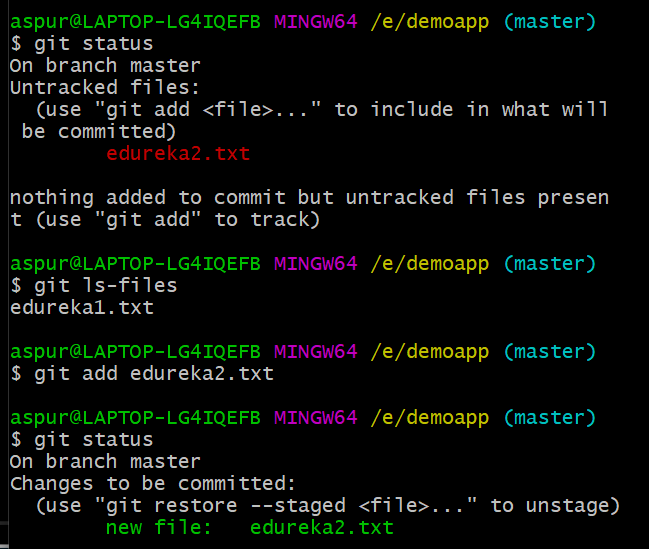 aspur@LAPTOP-LG4IQEFB MINGW64 /e/demoapp (master)
$ git status
On branch master
Untracked files:
  (use "git add <file>..." to include in what will
 be committed)
        edureka2.txt

nothing added to commit but untracked files presen
t (use "git add" to track)

aspur@LAPTOP-LG4IQEFB MINGW64 /e/demoapp (master)
$ git ls-files
edureka1.txt

aspur@LAPTOP-LG4IQEFB MINGW64 /e/demoapp (master)
$ git add edureka2.txt

aspur@LAPTOP-LG4IQEFB MINGW64 /e/demoapp (master)
$ git status
On branch master
Changes to be committed:
  (use "git restore --staged <file>..." to unstage)
        new file:   edureka2.txt